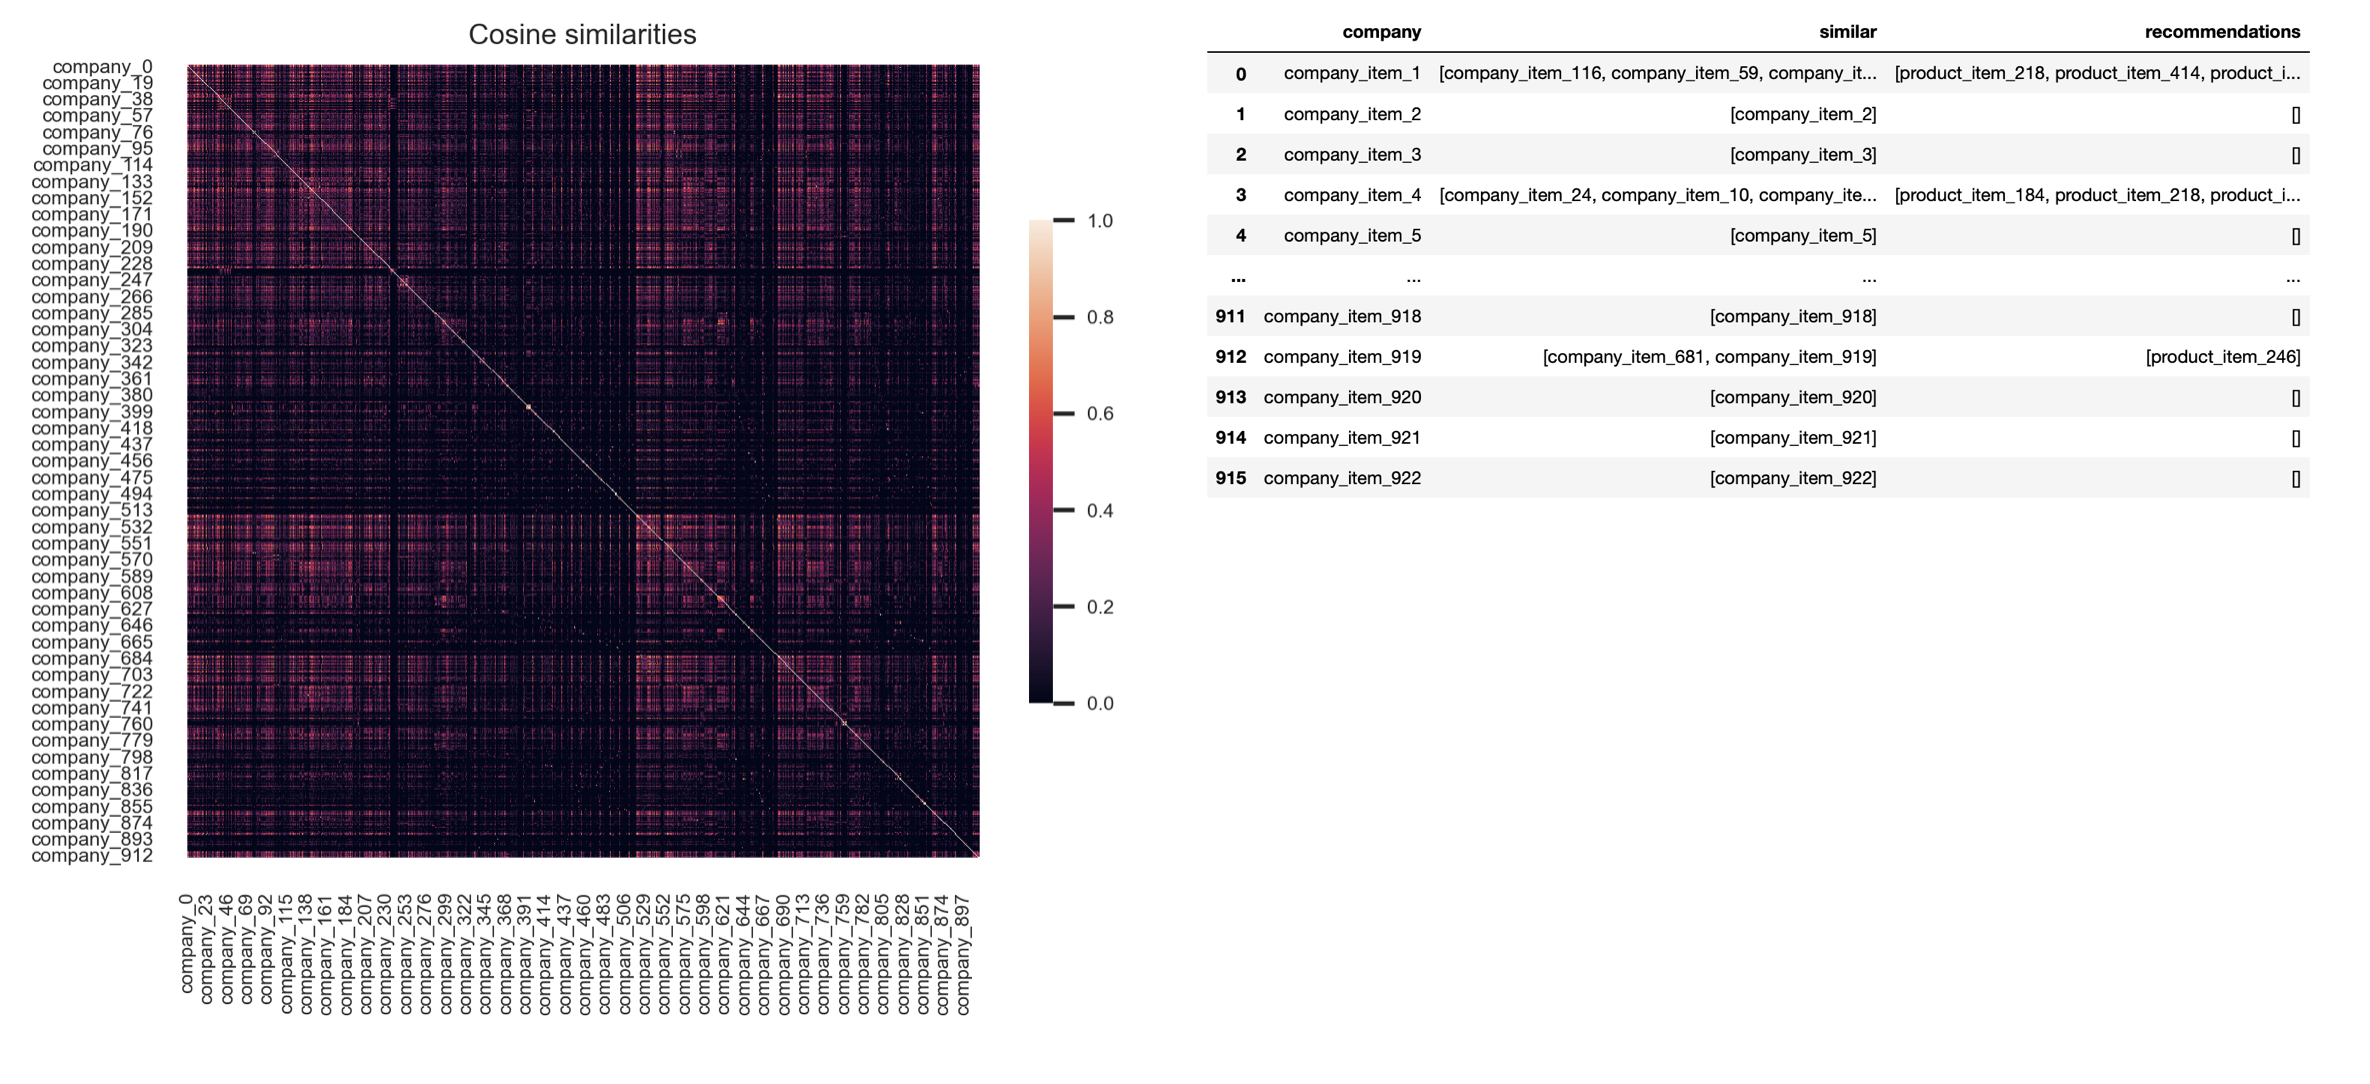 Cosine similarities
company_0
company_19
company_38
company_57
company_76
company_95
company_114
company_133
company_152
company_171
company_190
company_209
company_228
company_247
company_266
company_285
company_304
company_323
company_342
company_361
company_380
company_399
company_418
company_437
company_456
company_475
company_494
company_513
company_532
company_551
company_570
company_589
company_608
company_627
company_646
company_665
company_684
company_703
company_722
company_741
company_760
company_779
company_798
company_817
company_836
company_855
company_874
company_893
company_912
company_0
company_23
company_46
company_69
company_92
company_115
company_138
company_161
company_184
company_207
company_230
company_253
company_276
company_299
company_322
company_345
company_368
company_391
company_414
company_437
company_460
company_483
company_506
company_529
company_552
company_575
company_598
company_621
company_644
company_667
company_690
company_713
company_736
company_759
company_782
company_805
company_828
company_851
company_874
company_897
1.0
0.8
0.6
0.4
0.2
0.0
company similar recommendations
0 company_item_1 [company_item_116, company_item_59, company_it... [product_item_218, product_item_414, product_i...
1 company_item_2 [company_item_2] []
2 company_item_3 [company_item_3] []
3 company_item_4 [company_item_24, company_item_10, company_ite... [product_item_184, product_item_218, product_i...
4 company_item_5 [company_item_5] []
... ... ... ...
911 company_item_918 [company_item_918] []
912 company_item_919 [company_item_681, company_item_919] [product_item_246]
913 company_item_920 [company_item_920] []
914 company_item_921 [company_item_921] []
915 company_item_922 [company_item_922] []